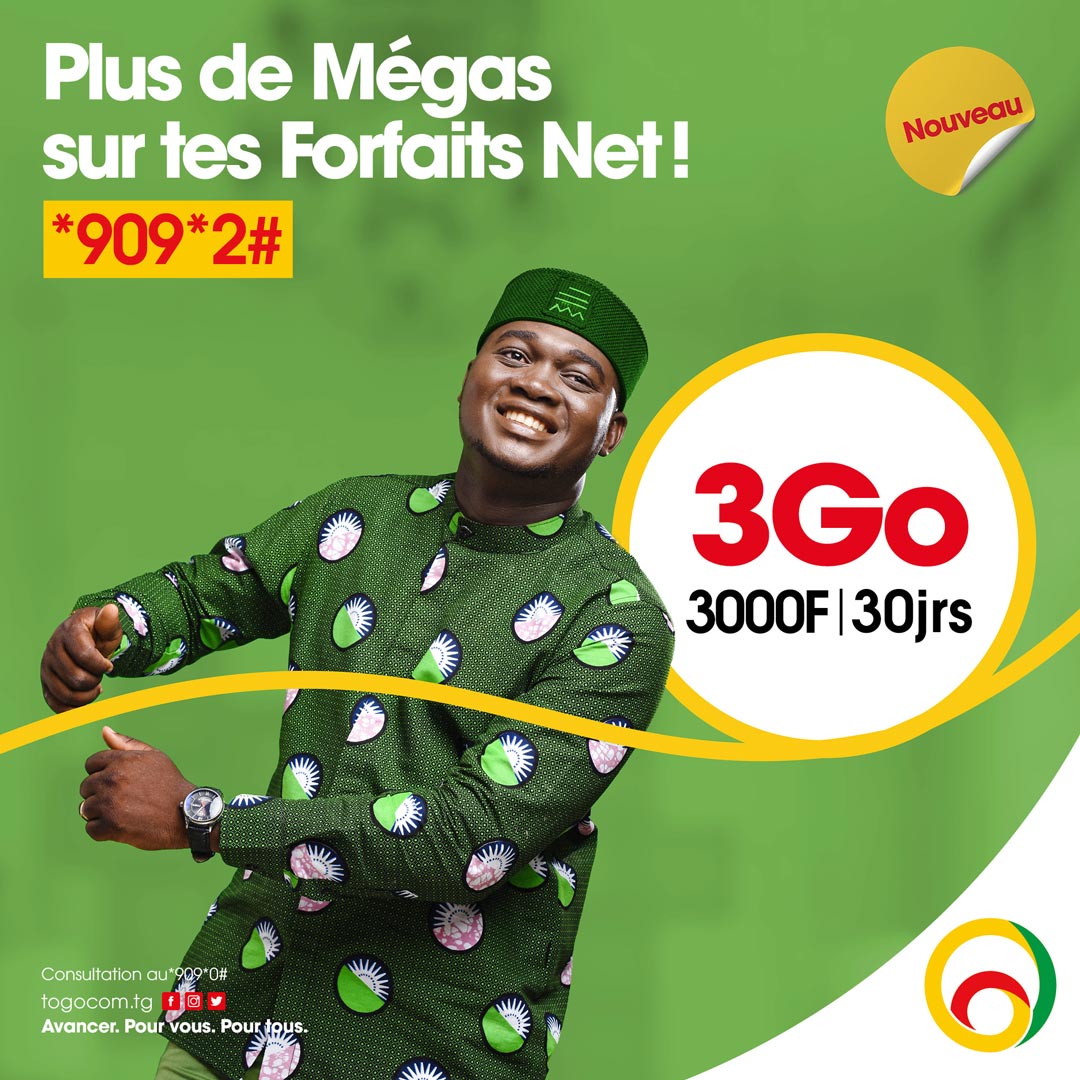 Plus de Mégas
sur tes Forfaits Net !
*909*2#
Nouveau
3Go
3000F | 30jrs
Consultation au*909*0#
togocom.tg
Avancer. Pour vous. Pour tous.